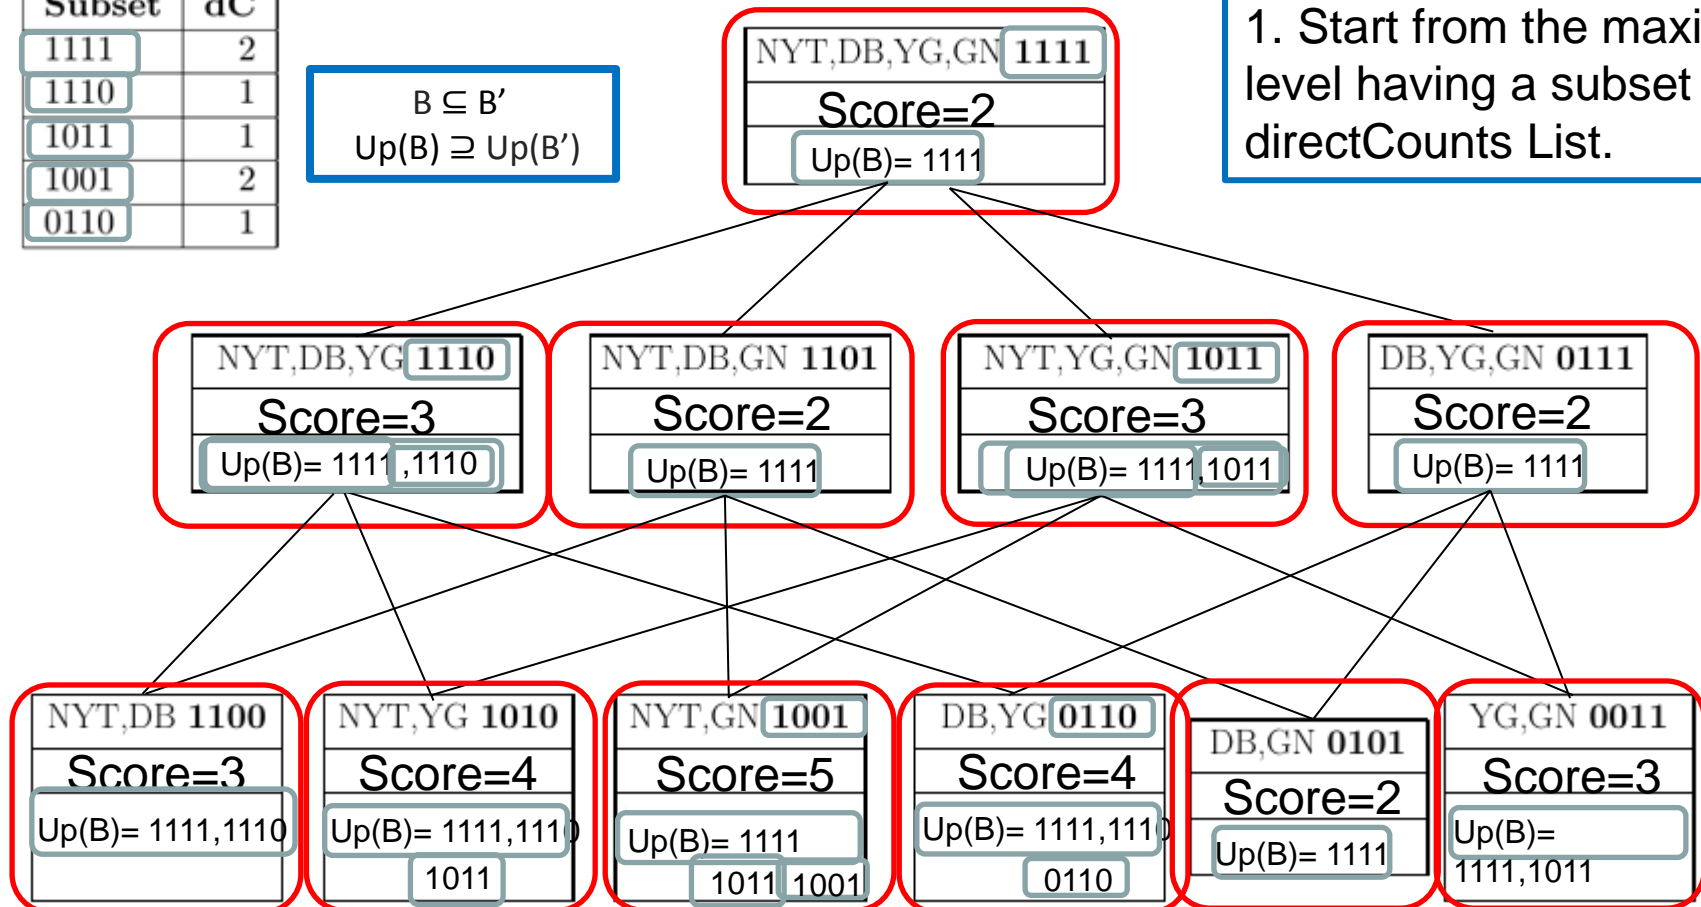 Subset dC
1111 2
1110 1
1011 1
1001 2
0110 1
B ⊆ B’
Up(B) ⊇ Up(B’)
NYT,DB,YG,GN 1111
Score=2
Up(B)= 1111
1. Start from the maxi
level having a subset
directCounts List.
NYT,DB,YG 1110
Score=3
Up(B)= 1111 ,1110
NYT,DB,GN 1101
Score=2
Up(B)= 1111
NYT,YG,GN 1011
Score=3
Up(B)= 1111,1011
DB,YG,GN 0111
Score=2
Up(B)= 1111
NYT,DB 1100
Score=3
Up(B)= 1111,1110
NYT,YG 1010
Score=4
Up(B)= 1111,1110
1011
NYT,GN 1001
Score=5
Up(B)= 1111
1011 1001
DB,YG 0110
Score=4
Up(B)= 1111,1110
0110
DB,GN 0101
Score=2
Up(B)= 1111
YG,GN 0011
Score=3
Up(B)=
1111,1011